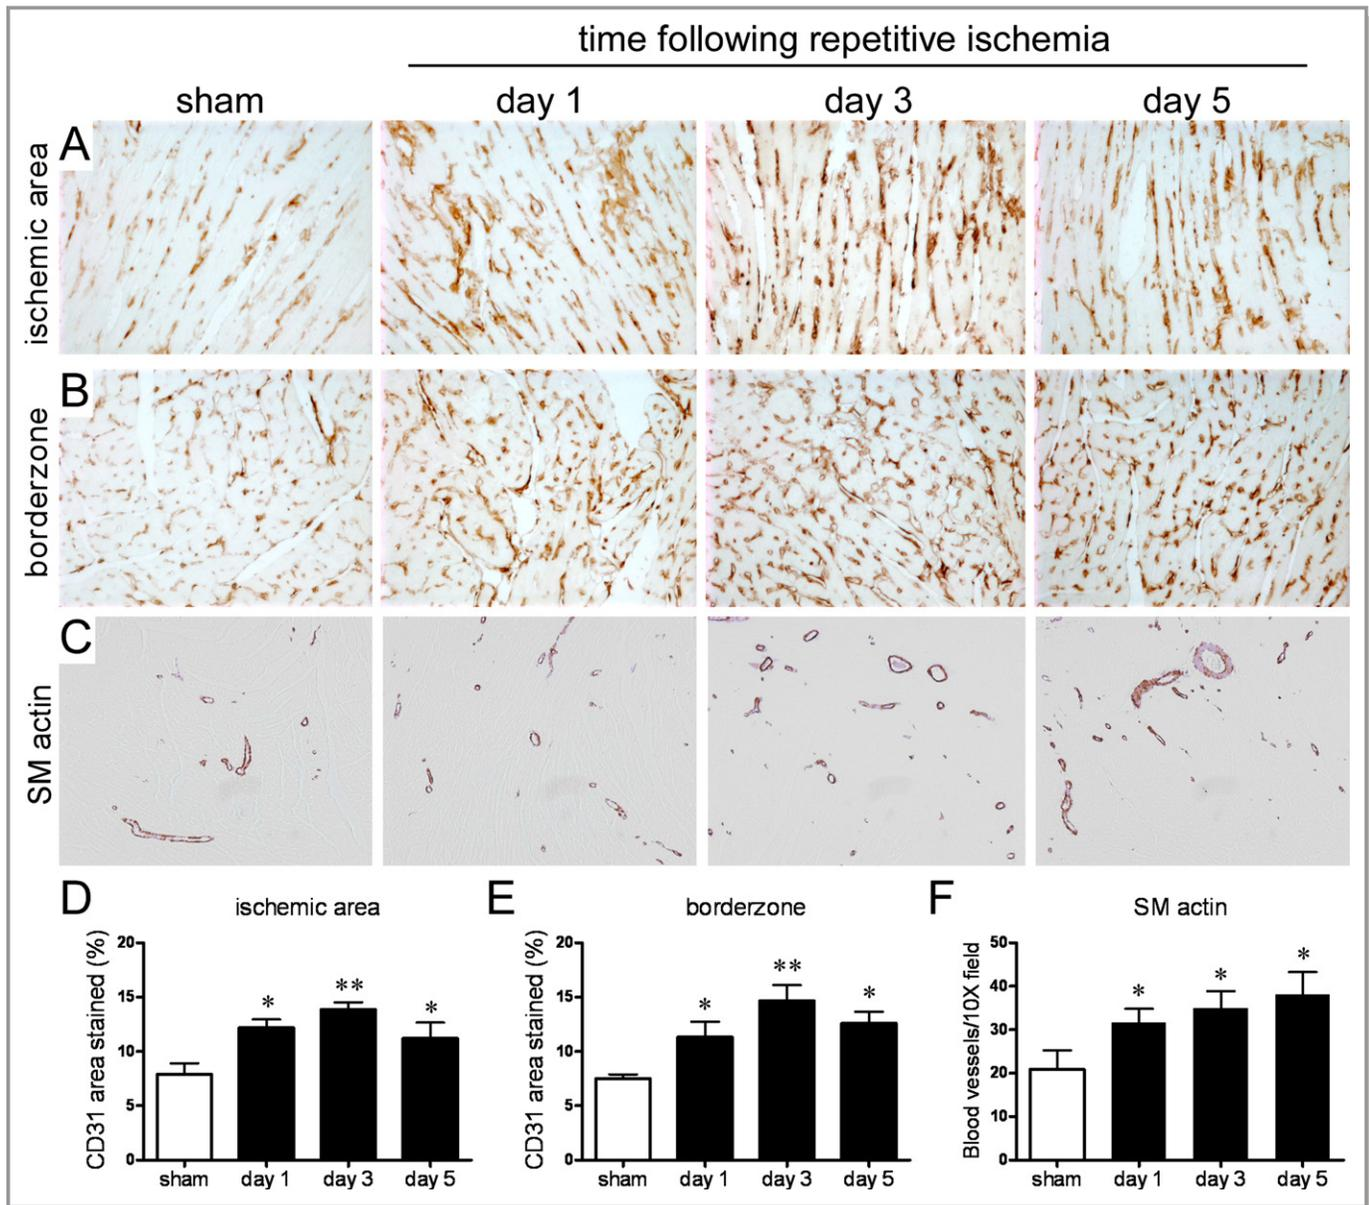 time following repetitive ischemia
sham
day 1
day 3
day 5
A
ischemic area
B
borderzone
C
SM actin
D
ischemic area
CD31 area stained (%)
20
15
10
5
0
*
**
*
sham
day 1
day 3
day 5
E
borderzone
CD31 area stained (%)
20
15
10
5
0
*
**
*
sham
day 1
day 3
day 5
F
SM actin
Blood vessels/10X field
50
40
30
20
10
0
*
*
*
sham
day 1
day 3
day 5